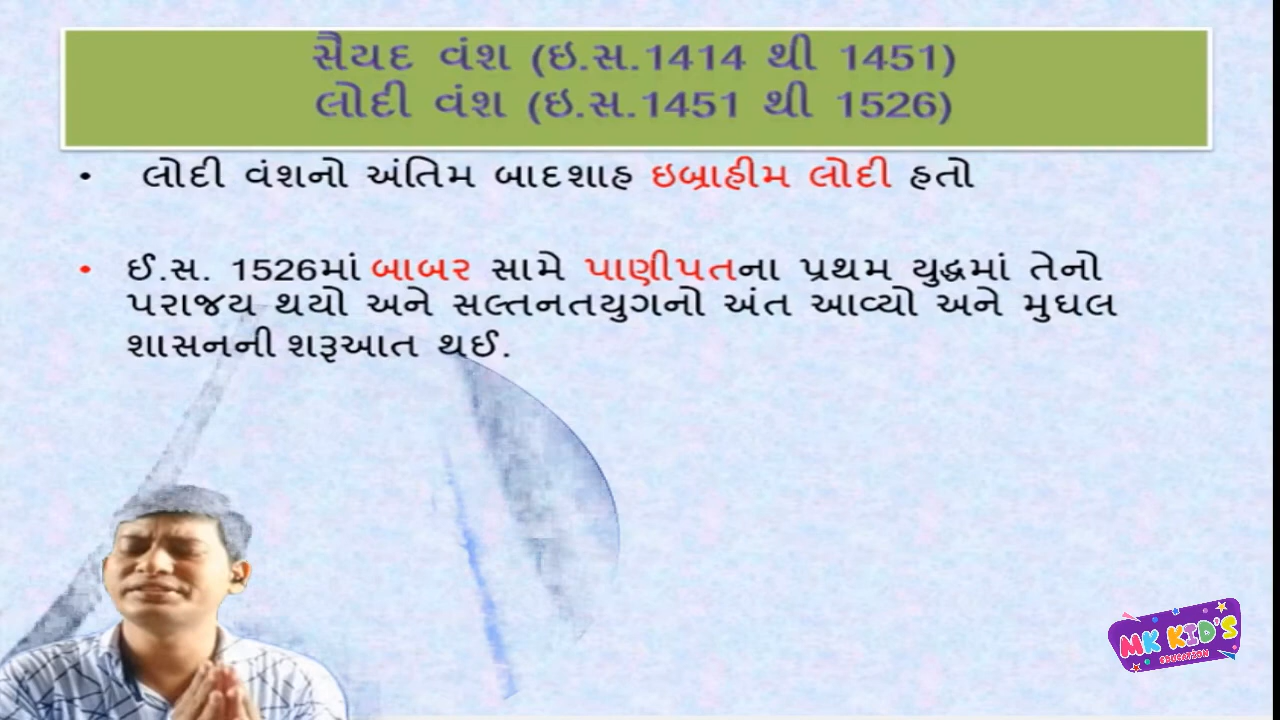 સૈયદ વંશ (ઇ.સ.1414 થી 1451)
લોદી વંશ (ઇ.સ.1451 થી 1526)
• લોદી વંશનો અંતિમ બાદશાહ ઇબ્રાહીમ લોદી હતો
• ઈ.સ. 1526માં બાબર સામે પાણીપતના પ્રથમ યુદ્ધમાં તેનો
પરાજય થયો અને સલ્તનતયુગનો અંત આવ્યો અને મુઘલ
શાસનની શરૂઆત થઈ.
MK KID'S
EDUCATION